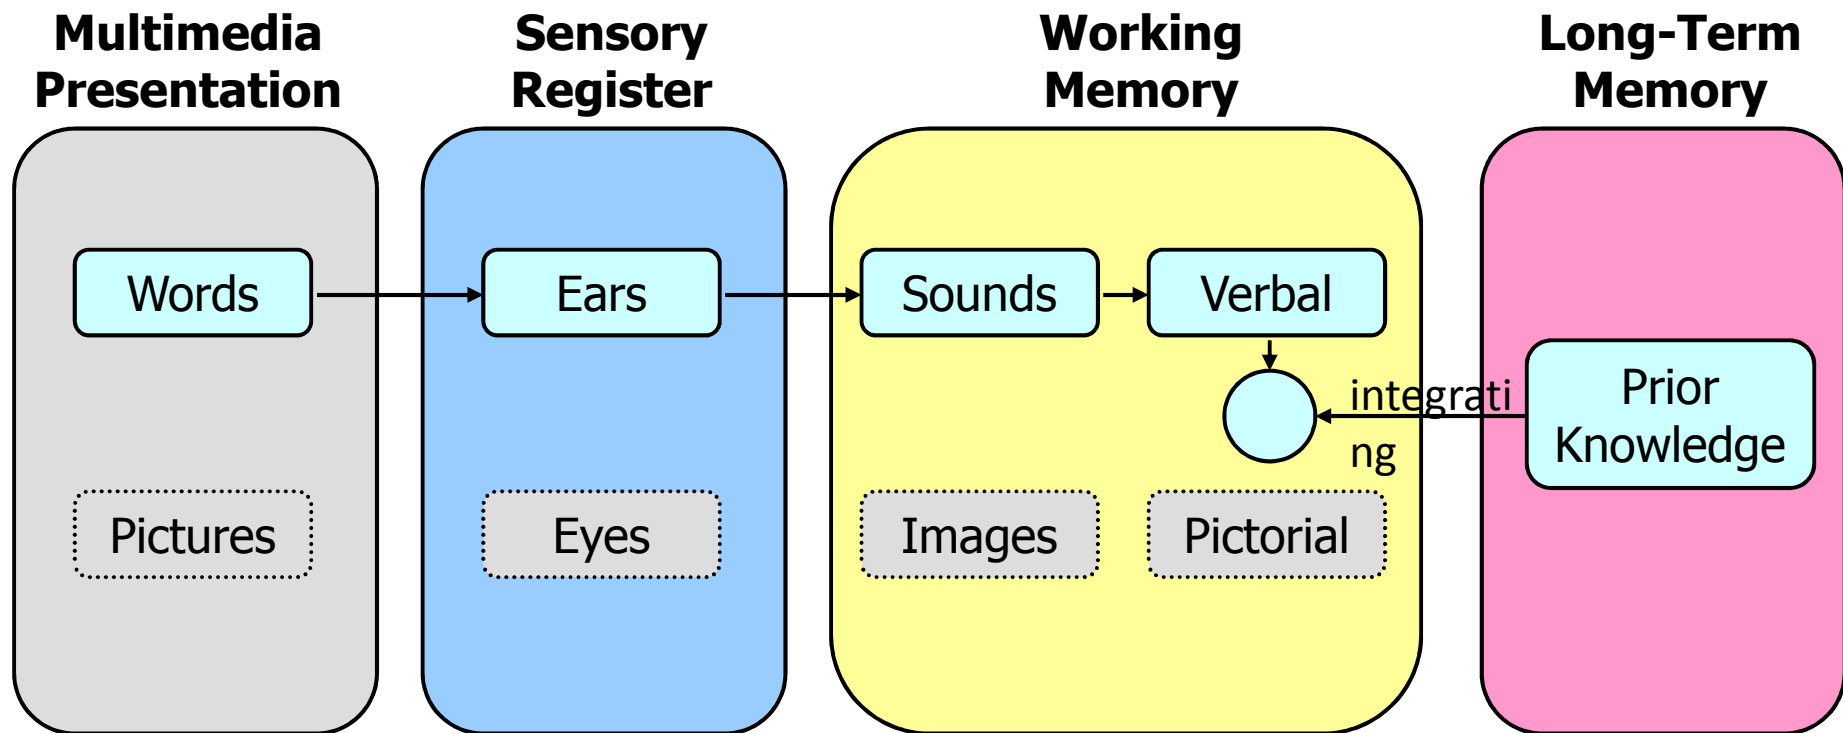 Multimedia
Presentation
Sensory
Register
Working
Memory
Long-Term
Memory
Words
Ears
Sounds
Verbal
integrati
ng
Prior
Knowledge
Pictures
Eyes
Images
Pictorial